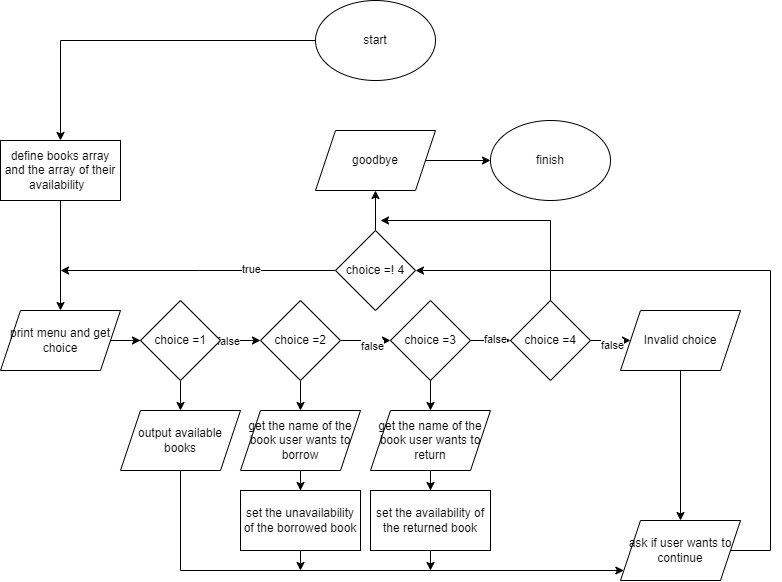 start
define books array
and the array of their
availability
goodbye
finish
choice =! 4
true
print menu and get
choice
choice =1
false
choice =2
false
choice =3
false
choice =4
false
Invalid choice
output available
books
get the name of the
book user wants to
borrow
get the name of the
book user wants to
return
set the unavailability
of the borrowed book
set the availability of
the returned book
ask if user wants to
continue